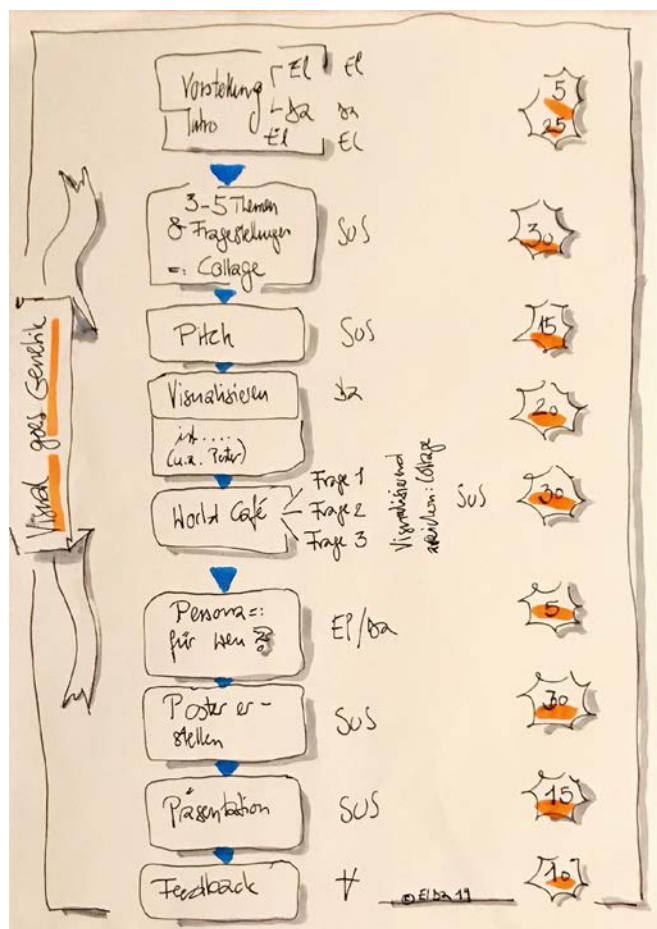 Visual goes Genetik
Vorstellung El El
Intro Da Da
El El
5
25
3-5 Themen
& Fragestellungen
=: Collage
SUS
30
Pitch SUS 15
Visualisieren Da 20
ist....
(u.a. Poster)
World Café
Frage 1
Frage 2
Frage 3
Visualisierend
Collage
SUS
30
Persona =:
für wen ?
El/Da
5
Poster er-
stellen
SUS
30
Präsentation SUS 15
Feedback ∀ 10
© ElDa 19